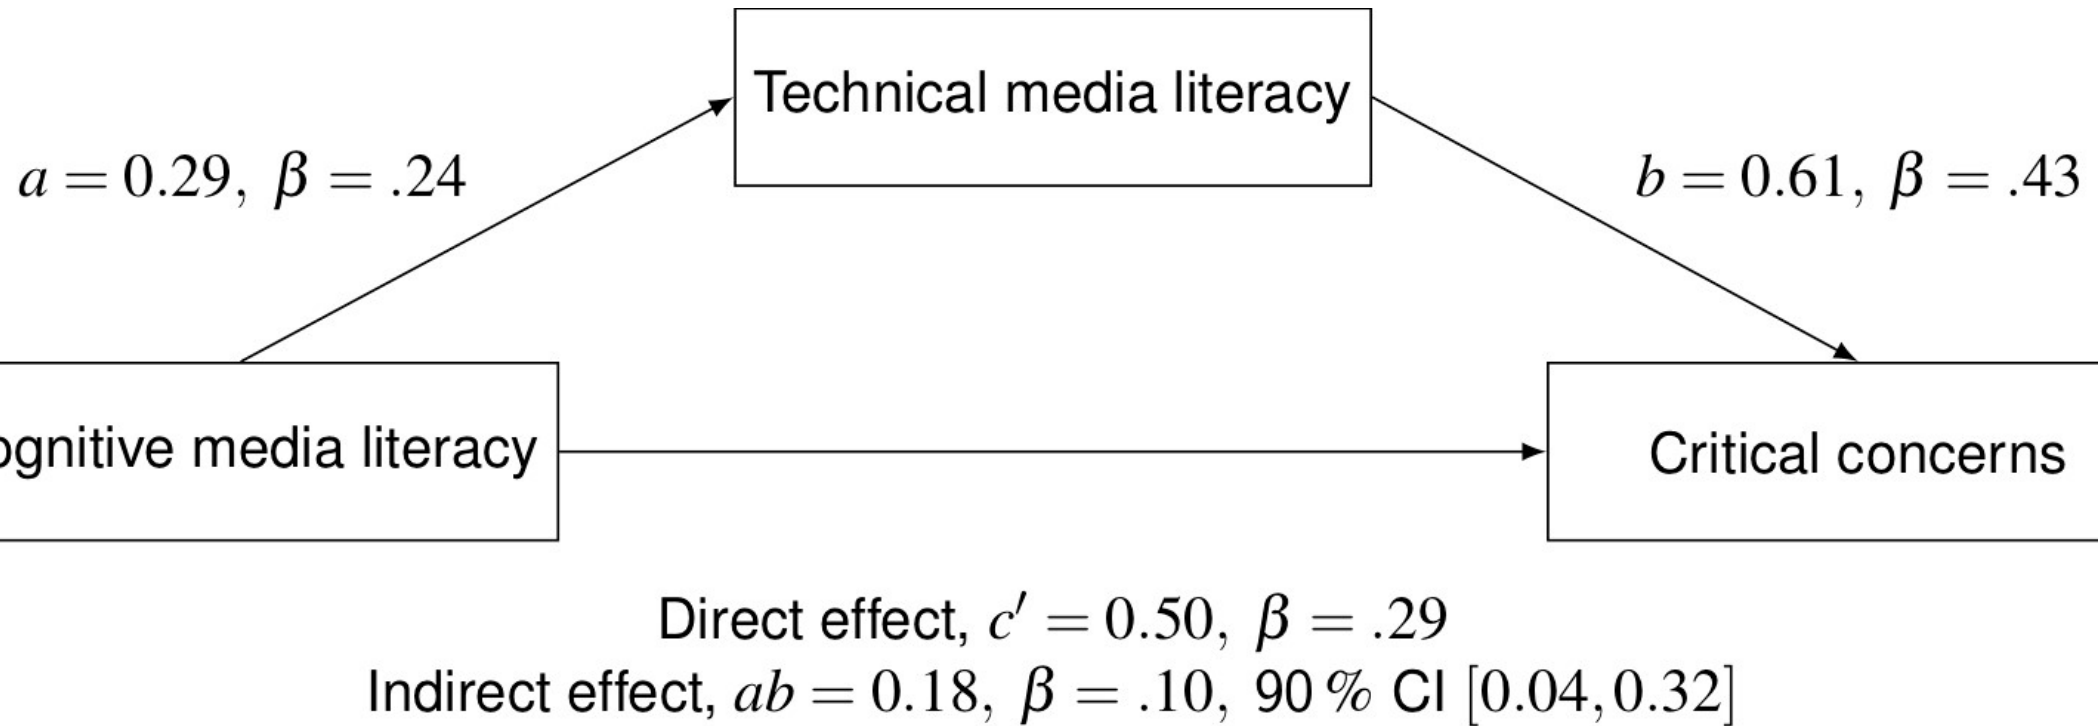 Technical media literacy
a = 0.29, β = .24
b = 0.61, β = .43
ognitive media literacy
Critical concerns
Direct effect, c′ = 0.50, β = .29
Indirect effect, ab = 0.18, β = .10, 90 % CI [0.04, 0.32]